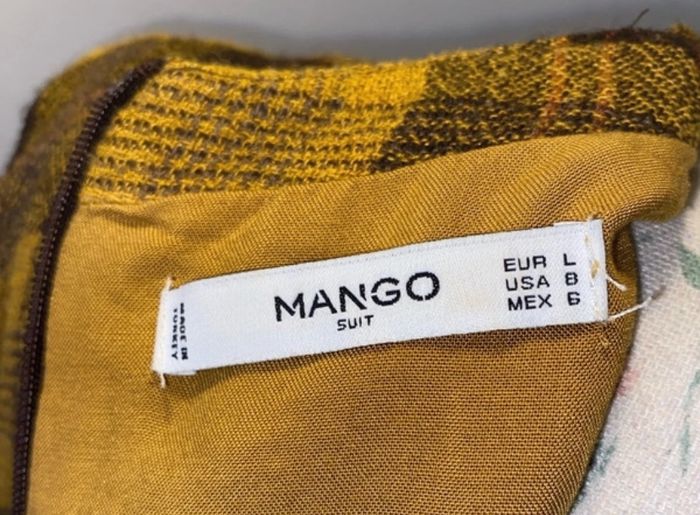 MANGO
SUIT
EUR L
USA 8
MEX 6
MADE IN
TURKEY